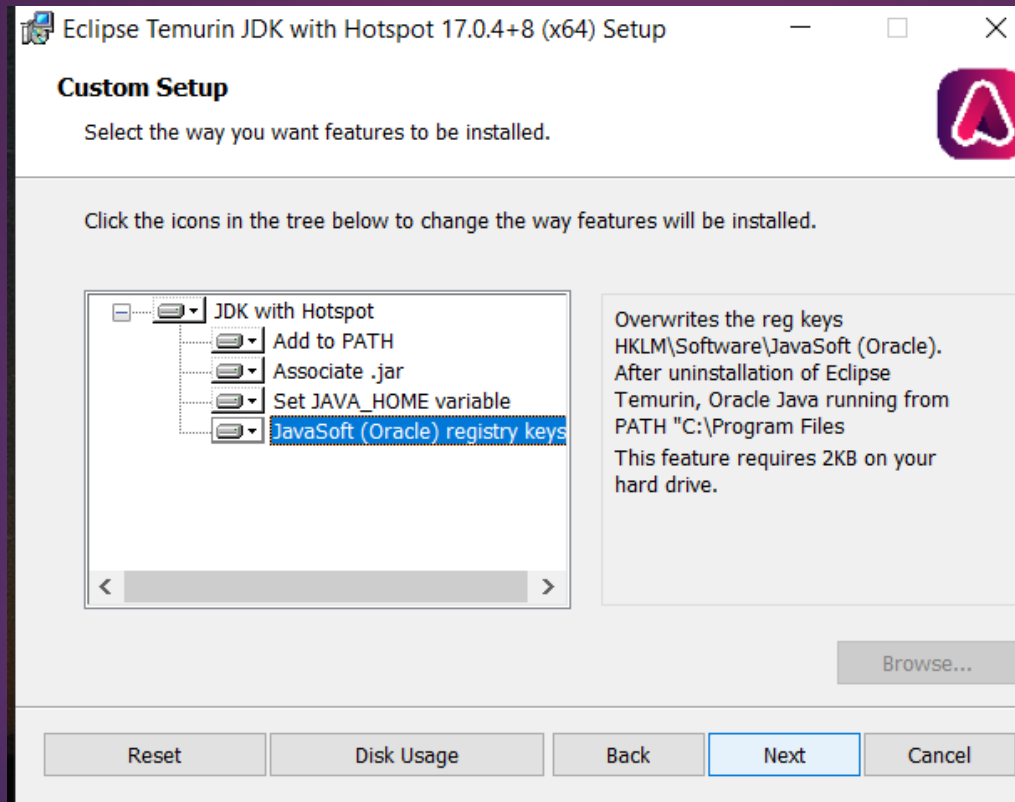 Eclipse Temurin JDK with Hotspot 17.0.4+8 (x64) Setup
Custom Setup
Select the way you want features to be installed.
Click the icons in the tree below to change the way features will be installed.
JDK with Hotspot
Add to PATH
Associate .jar
Set JAVA_HOME variable
JavaSoft (Oracle) registry keys
Overwrites the reg keys
HKLM\Software\JavaSoft (Oracle).
After uninstallation of Eclipse
Temurin, Oracle Java running from
PATH "C:\Program Files
This feature requires 2KB on your
hard drive.
Browse...
Reset
Disk Usage
Back
Next
Cancel